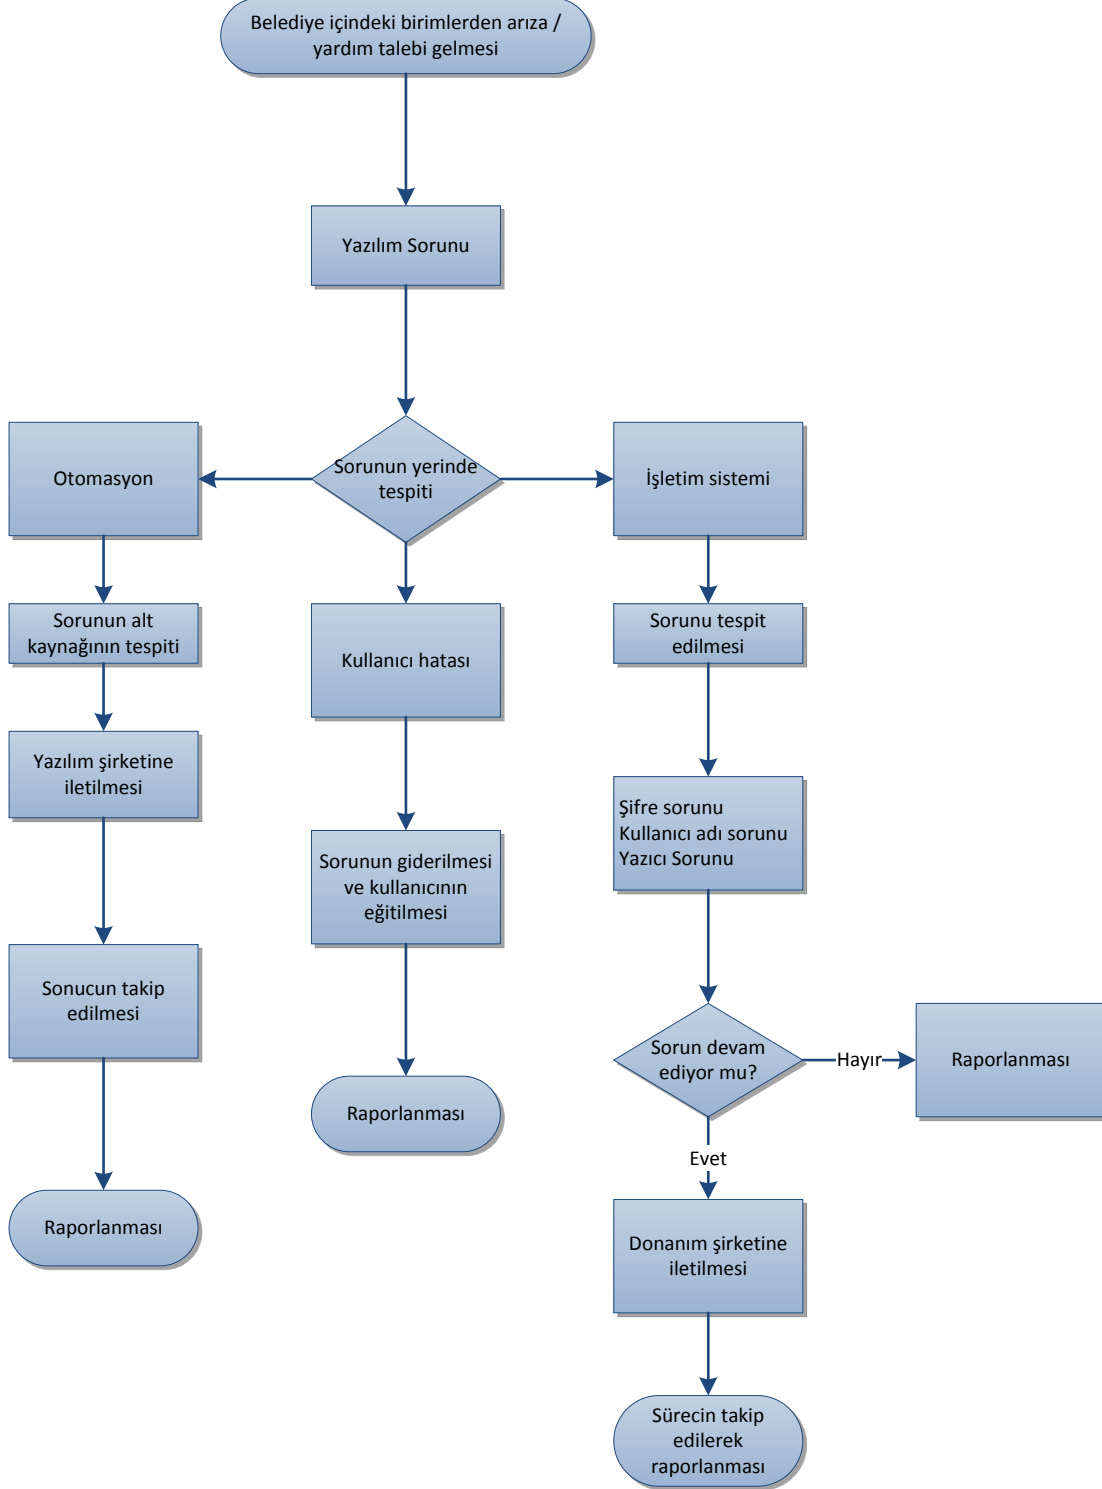 Belediye içindeki birimlerden arıza /
yardım talebi gelmesi
Yazılım Sorunu
Otomasyon
Sorunun yerinde
tespiti
İşletim sistemi
Sorunun alt
kaynağının tespiti
Kullanıcı hatası
Sorunu tespit
edilmesi
Yazılım şirketine
iletilmesi
Şifre sorunu
Kullanıcı adı sorunu
Yazıcı Sorunu
Sorunun giderilmesi
ve kullanıcının
eğitilmesi
Sonucun takip
edilmesi
Sorun devam
ediyor mu?
Hayır
Raporlanması
Raporlanması
Evet
Raporlanması
Donanım şirketine
iletilmesi
Sürecin takip
edilerek
raporlanması